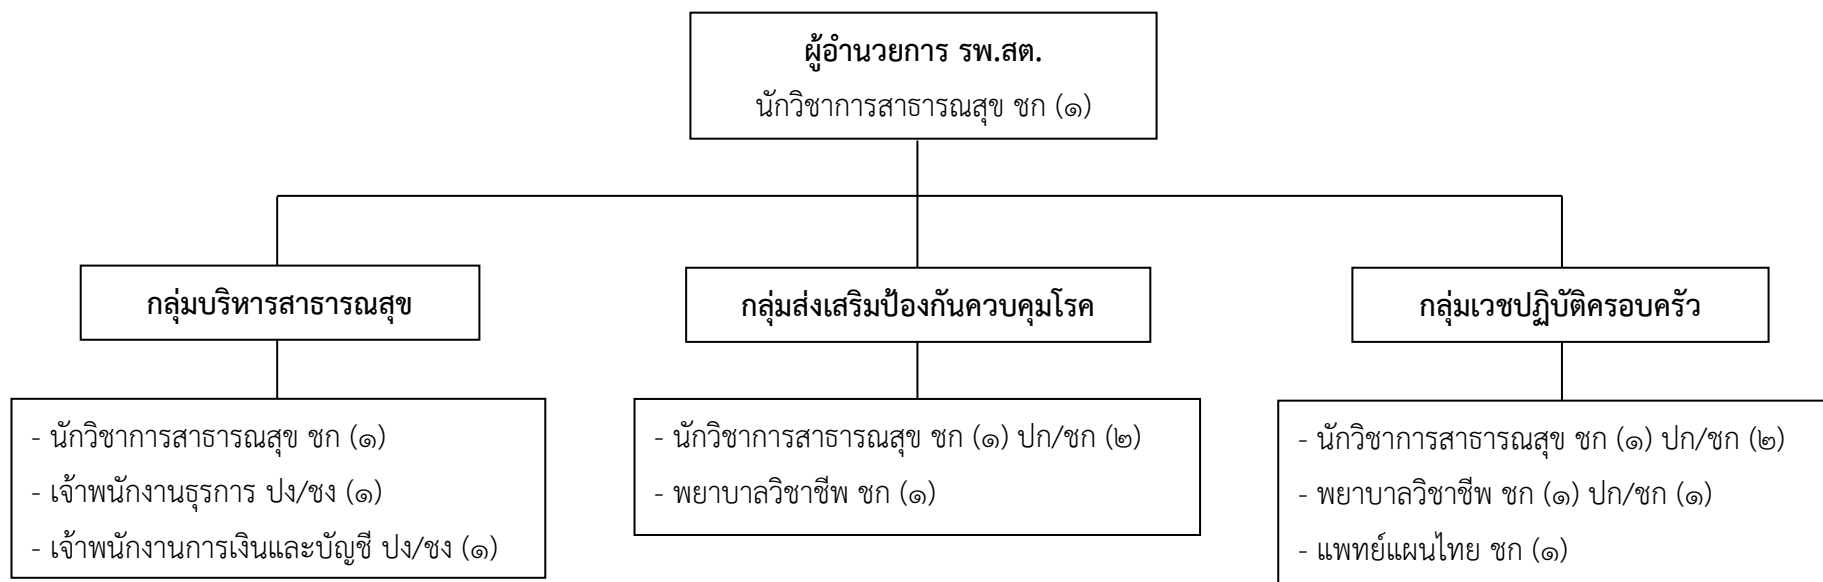 ผู้อำนวยการ รพ.สต.
นักวิชาการสาธารณสุข ชก (๑)
กลุ่มบริหารสาธารณสุข
- นักวิชาการสาธารณสุข ชก (๑)
- เจ้าพนักงานธุรการ ปง/ชง (๑)
- เจ้าพนักงานการเงินและบัญชี ปง/ชง (๑)
กลุ่มส่งเสริมป้องกันควบคุมโรค
- นักวิชาการสาธารณสุข ชก (๑) ปก/ชก (๒)
- พยาบาลวิชาชีพ ชก (๑)
กลุ่มเวชปฏิบัติครอบครัว
- นักวิชาการสาธารณสุข ชก (๑) ปก/ชก (๒)
- พยาบาลวิชาชีพ ชก (๑) ปก/ชก (๑)
- แพทย์แผนไทย ชก (๑)